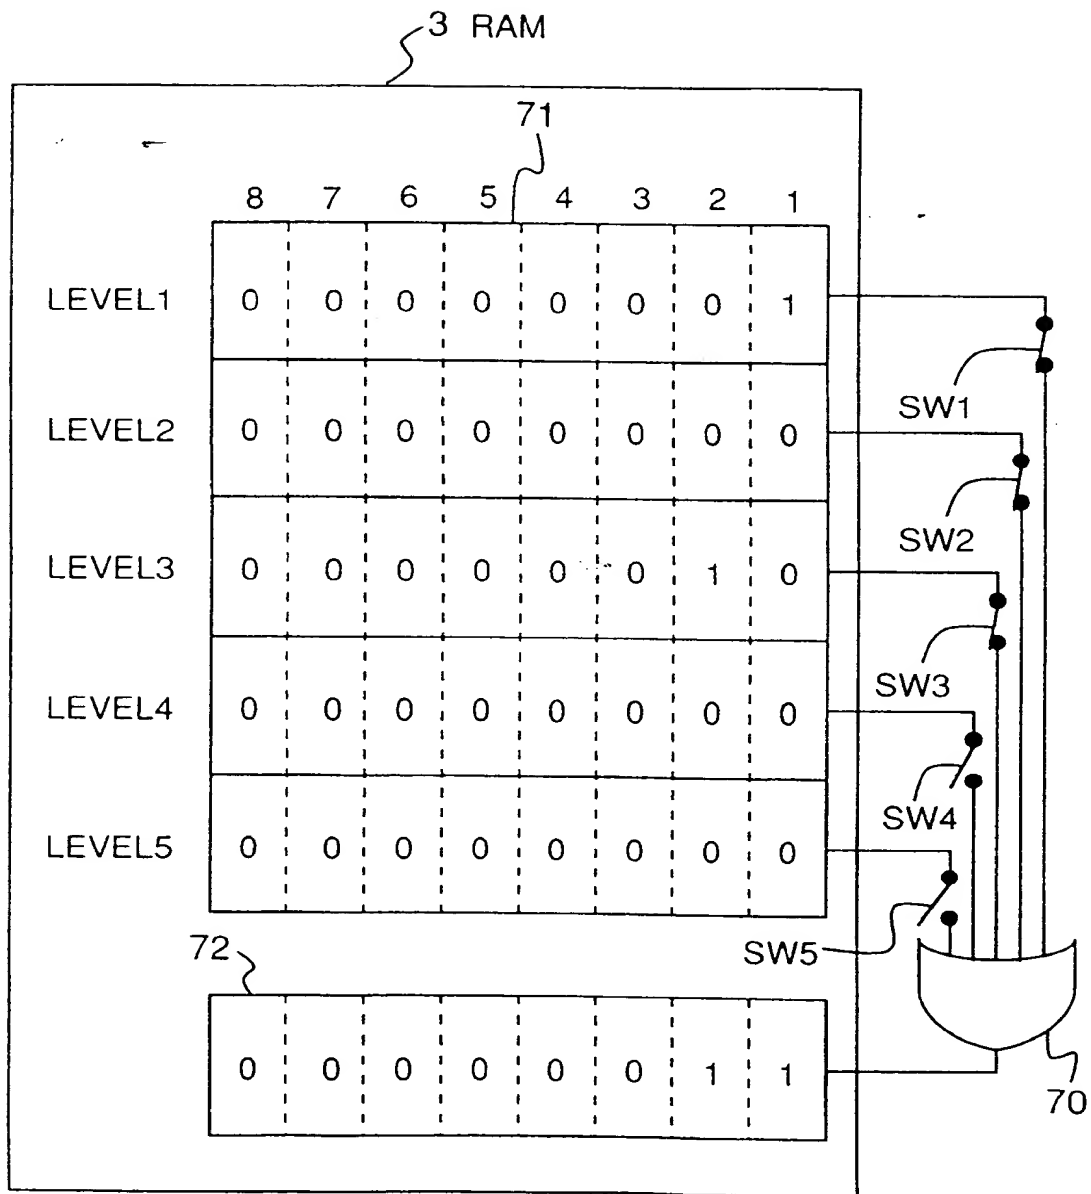 3 RAM
71
8 7 6 5 4 3 2 1
LEVEL1 0 0 0 0 0 0 0 1
SW1
LEVEL2 0 0 0 0 0 0 0 0
SW2
LEVEL3 0 0 0 0 0 0 1 0
SW3
LEVEL4 0 0 0 0 0 0 0 0
SW4
LEVEL5 0 0 0 0 0 0 0 0
SW5
72
0 0 0 0 0 0 1 1
70